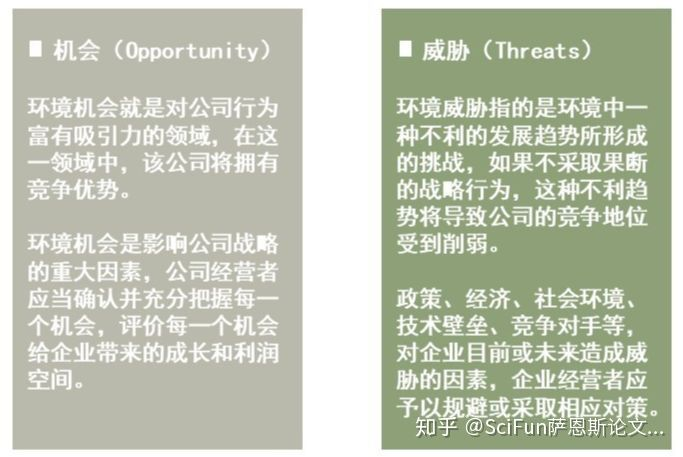 机会（Opportunity）
环境机会就是对公司行为
富有吸引力的领域，在这
一领域中，该公司将拥有
竞争优势。
环境机会是影响公司战略
的重大因素，公司经营者
应当确认并充分把握每一
个机会，评价每一个机会
给企业带来的成长和利润
空间。
威胁（Threats）
环境威胁指的是环境中一
种不利的发展趋势所形成
的挑战，如果不采取果断
的战略行为，这种不利趋
势将导致公司的竞争地位
受到削弱。
政策、经济、社会环境、
技术壁垒、竞争对手等，
对企业目前或未来造成威
胁的因素，企业经营者应
予以规避或采取相应对策。
知乎 @SciFun萨恩斯论文...